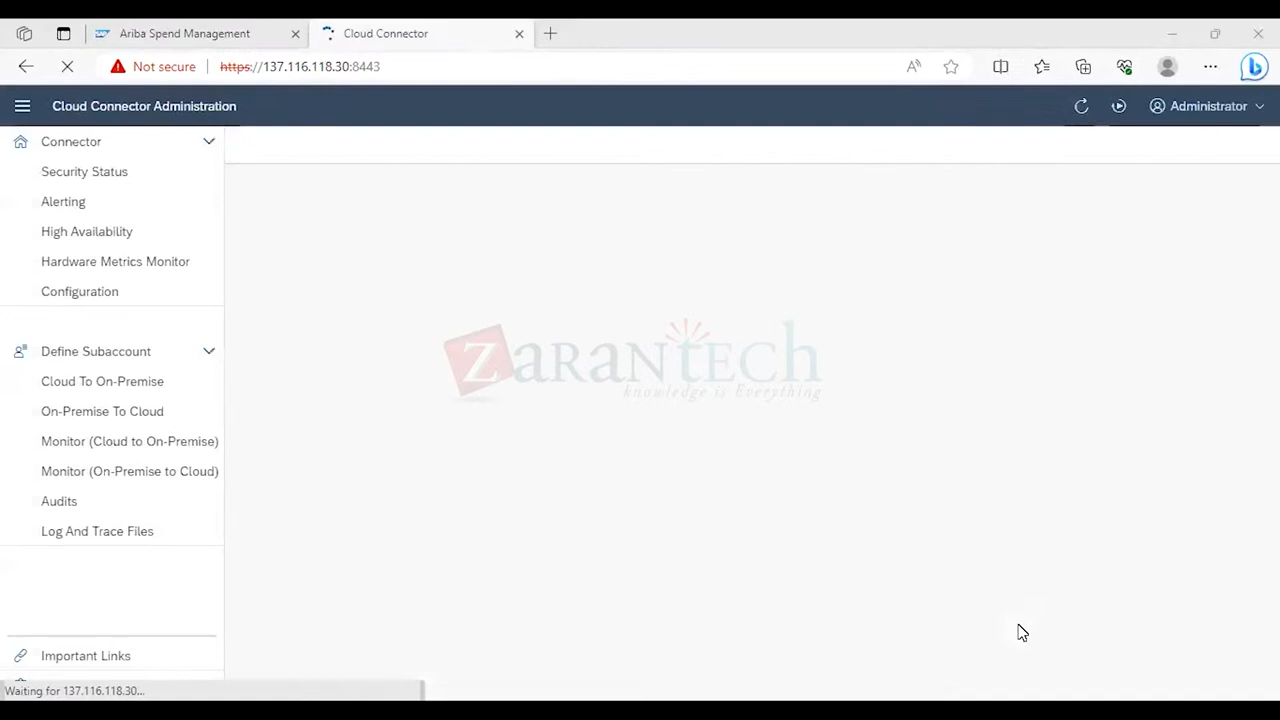 Ariba Spend Management
Cloud Connector
Not secure
https://137.116.118.30:8443
Cloud Connector Administration
Administrator
Connector
Security Status
Alerting
High Availability
Hardware Metrics Monitor
Configuration
Define Subaccount
Cloud To On-Premise
On-Premise To Cloud
Monitor (Cloud to On-Premise)
Monitor (On-Premise to Cloud)
Audits
Log And Trace Files
Important Links
Waiting for 137.116.118.30...
ZARANTECH
knowledge is Everything